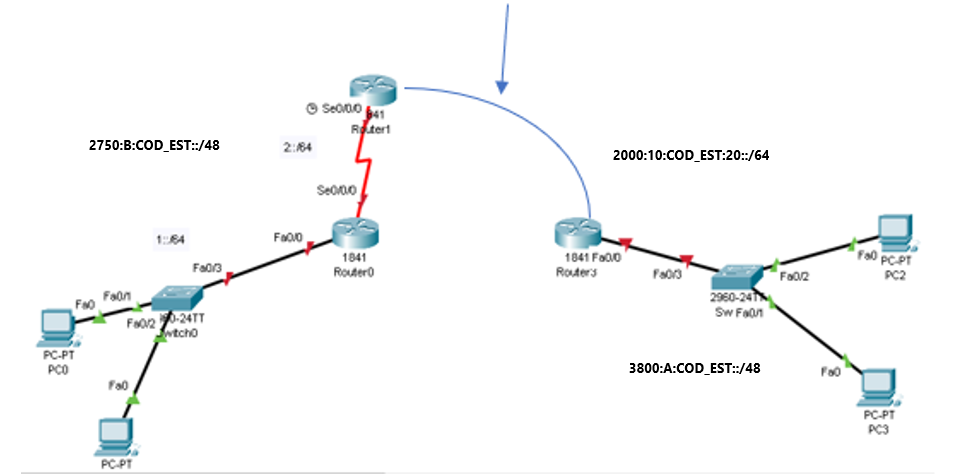 Se0/0/0
841
Router1
2750:B:COD_EST::/48
2::/64
2000:10:COD_EST:20::/64
Se0/0/0
1::/64
Fa0/0
1841
Router0
1841 Fa0/0
Router3
Fa0
PC-PT
PC2
Fa0/2
Fa0/3
Fa0/3
2960-24TT
Sw Fa0/1
Fa0
Fa0/1
Fa0/2
60-24TT
witch0
PC-PT
PC0
3800:A:COD_EST::/48
Fa0
Fa0
PC-PT
PC3
PC-PT